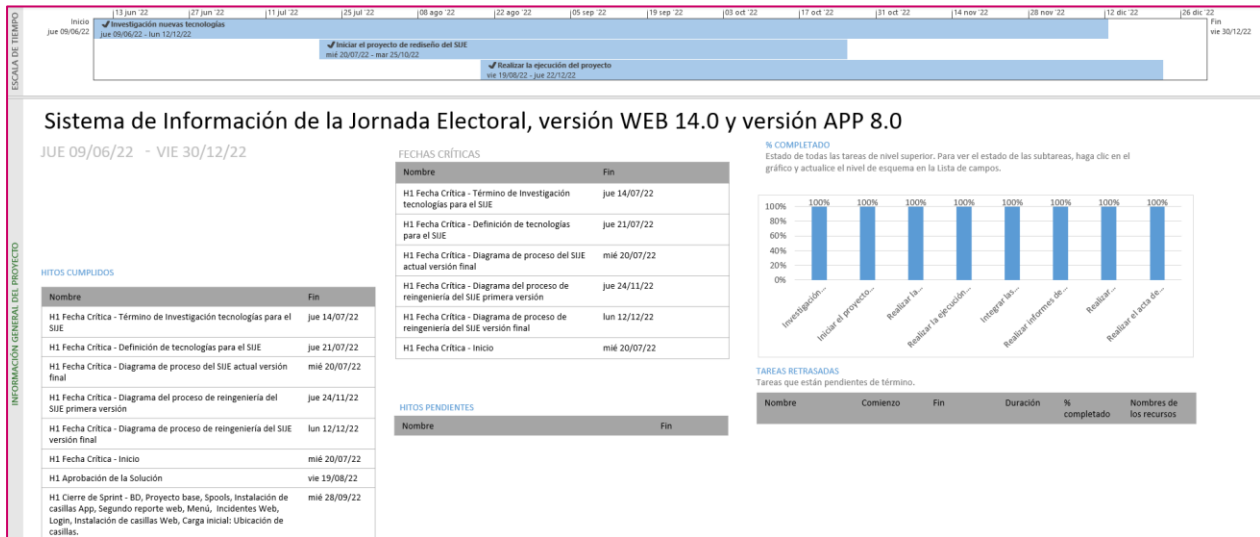 ESCALA DE TIEMPO
13 jun '22 27 jun '22 11 jul '22 25 jul '22 08 ago '22 22 ago '22 05 sep '22 19 sep '22 03 oct '22 17 oct '22 31 oct '22 14 nov '22 28 nov '22 12 dic '22 26 dic '22
Inicio
jue 09/06/22
Investigación nuevas tecnologías
jue 09/06/22 - lun 12/12/22
Iniciar el proyecto de rediseño del SIJE
mié 20/07/22 - mar 25/10/22
Realizar la ejecución del proyecto
vie 19/08/22 - jue 22/12/22
Fin
vie 30/12/22
INFORMACIÓN GENERAL DEL PROYECTO
Sistema de Información de la Jornada Electoral, versión WEB 14.0 y versión APP 8.0
JUE 09/06/22 - VIE 30/12/22
HITOS CUMPLIDOS
Nombre Fin
H1 Fecha Crítica - Término de Investigación tecnologías para el jue 14/07/22
SIJE
H1 Fecha Crítica - Definición de tecnologías para el SIJE jue 21/07/22
H1 Fecha Crítica - Diagrama de proceso del SIJE actual versión mié 20/07/22
final
H1 Fecha Crítica - Diagrama del proceso de reingeniería del jue 24/11/22
SIJE primera versión
H1 Fecha Crítica - Diagrama de proceso de reingeniería del SIJE lun 12/12/22
versión final
H1 Fecha Crítica - Inicio mié 20/07/22
H1 Aprobación de la Solución vie 19/08/22
H1 Cierre de Sprint - BD, Proyecto base, Spools, Instalación de mié 28/09/22
casillas App, Segundo reporte web, Menú, Incidentes Web,
Login, Instalación de casillas Web, Carga inicial: Ubicación de
casillas.
FECHAS CRÍTICAS
Nombre Fin
H1 Fecha Crítica - Término de Investigación jue 14/07/22
tecnologías para el SIJE
H1 Fecha Crítica - Definición de tecnologías jue 21/07/22
para el SIJE
H1 Fecha Crítica - Diagrama de proceso del SIJE mié 20/07/22
actual versión final
H1 Fecha Crítica - Diagrama del proceso de jue 24/11/22
reingeniería del SIJE primera versión
H1 Fecha Crítica - Diagrama de proceso de lun 12/12/22
reingeniería del SIJE versión final
H1 Fecha Crítica - Inicio mié 20/07/22
HITOS PENDIENTES
Nombre Fin
% COMPLETADO
Estado de todas las tareas de nivel superior. Para ver el estado de las subtareas, haga clic en el
gráfico y actualice el nivel de esquema en la Lista de campos.
100% 100% 100% 100% 100% 100% 100% 100%
100%
80%
60%
40%
20%
0%
Investigación...
Iniciar el proyecto...
Realizar la...
Realizar la ejecución...
Integrar las...
Realizar informes de...
Realizar...
Realizar el acta de...
TAREAS RETRASADAS
Tareas que están pendientes de término.
Nombre Comienzo Fin Duración % Nombres de
completado los recursos